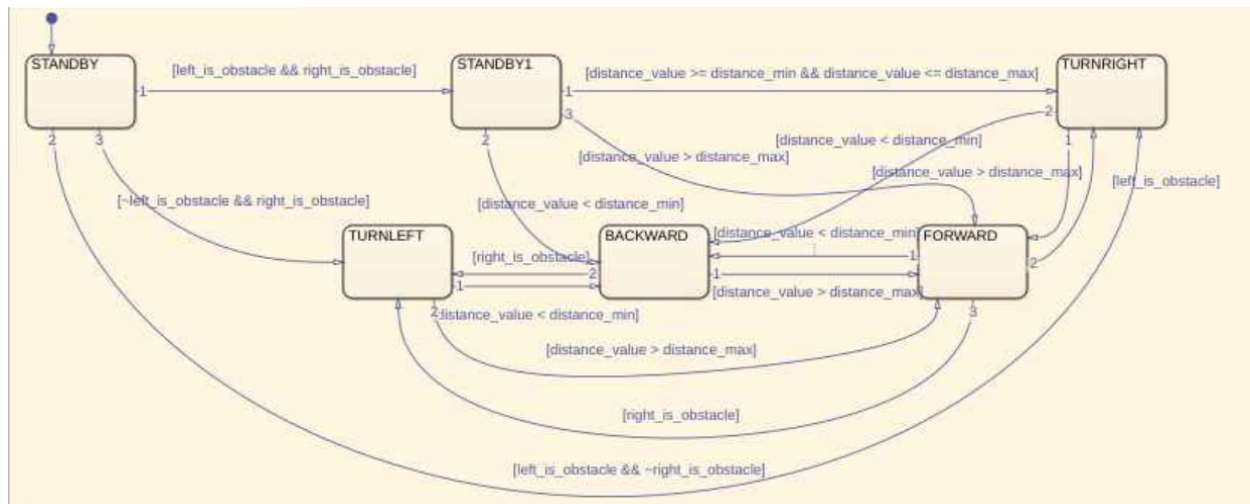 STANDBY
[left_is_obstacle && right_is_obstacle]
STANDBY1
[distance_value >= distance_min && distance_value <= distance_max]
TURNRIGHT
1
1
2
3
2
3
2
1
[distance_value < distance_min]
[distance_value > distance_max]
[distance_value > distance_max]
[left_is_obstacle]
[~left_is_obstacle && right_is_obstacle]
[distance_value < distance_min]
TURNLEFT
BACKWARD
[distance_value < distance_min]
FORWARD
[right_is_obstacle]
1
2
2
1
1
[distance_value > distance_max]
2
distance_value < distance_min]
3
[distance_value > distance_max]
[right_is_obstacle]
[left_is_obstacle && ~right_is_obstacle]